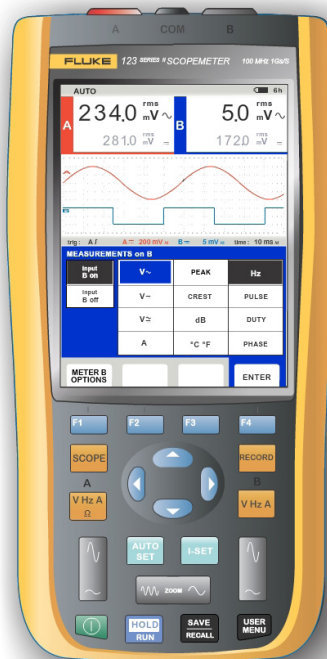 A COM B
FLUKE 123 SERIES II SCOPEMETER 100 MHz 1Gs/S
AUTO 6h
A 234.0 rms mV~ B 5.0 rms mV~
281.0 rms mV 172.0 rms mV
B
trig: A A 200 mV B 5 mV time: 10 ms
MEASUREMENTS on B
Input B on V~ PEAK Hz
Input B off V⎓ CREST PULSE
V≂ dB DUTY
A °C °F PHASE
METER B OPTIONS ENTER
F1 F2 F3 F4
SCOPE RECORD
A B
V Hz A Ω V Hz A
AUTO SET I-SET
ZOOM
HOLD RUN SAVE RECALL USER MENU